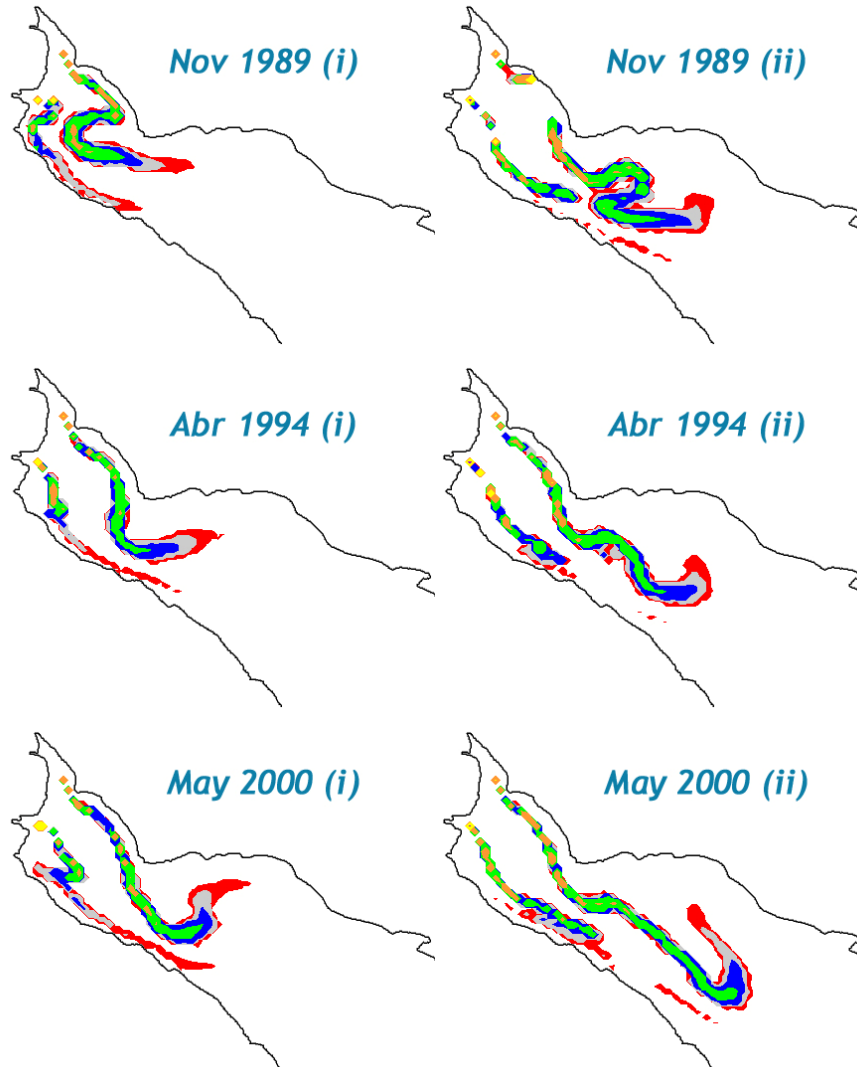 Nov 1989 (i)
Nov 1989 (ii)
Abr 1994 (i)
Abr 1994 (ii)
May 2000 (i)
May 2000 (ii)